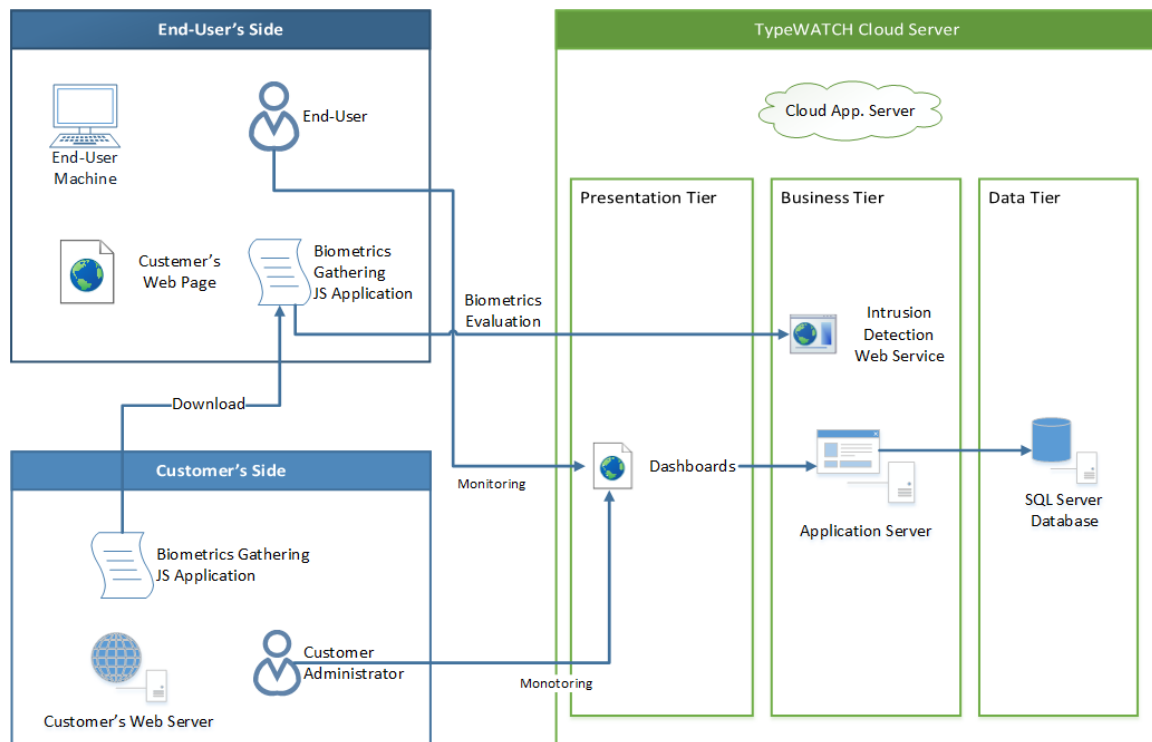 End-User's Side
End-User
End-User
Machine
Custemer's
Web Page
Biometrics
Gathering
JS Application
Download
Customer's Side
Biometrics Gathering
JS Application
Customer
Administrator
Customer's Web Server
Biometrics
Evaluation
Monitoring
Monotoring
TypeWATCH Cloud Server
Cloud App. Server
Presentation Tier
Dashboards
Business Tier
Intrusion
Detection
Web Service
Application Server
Data Tier
SQL Server
Database